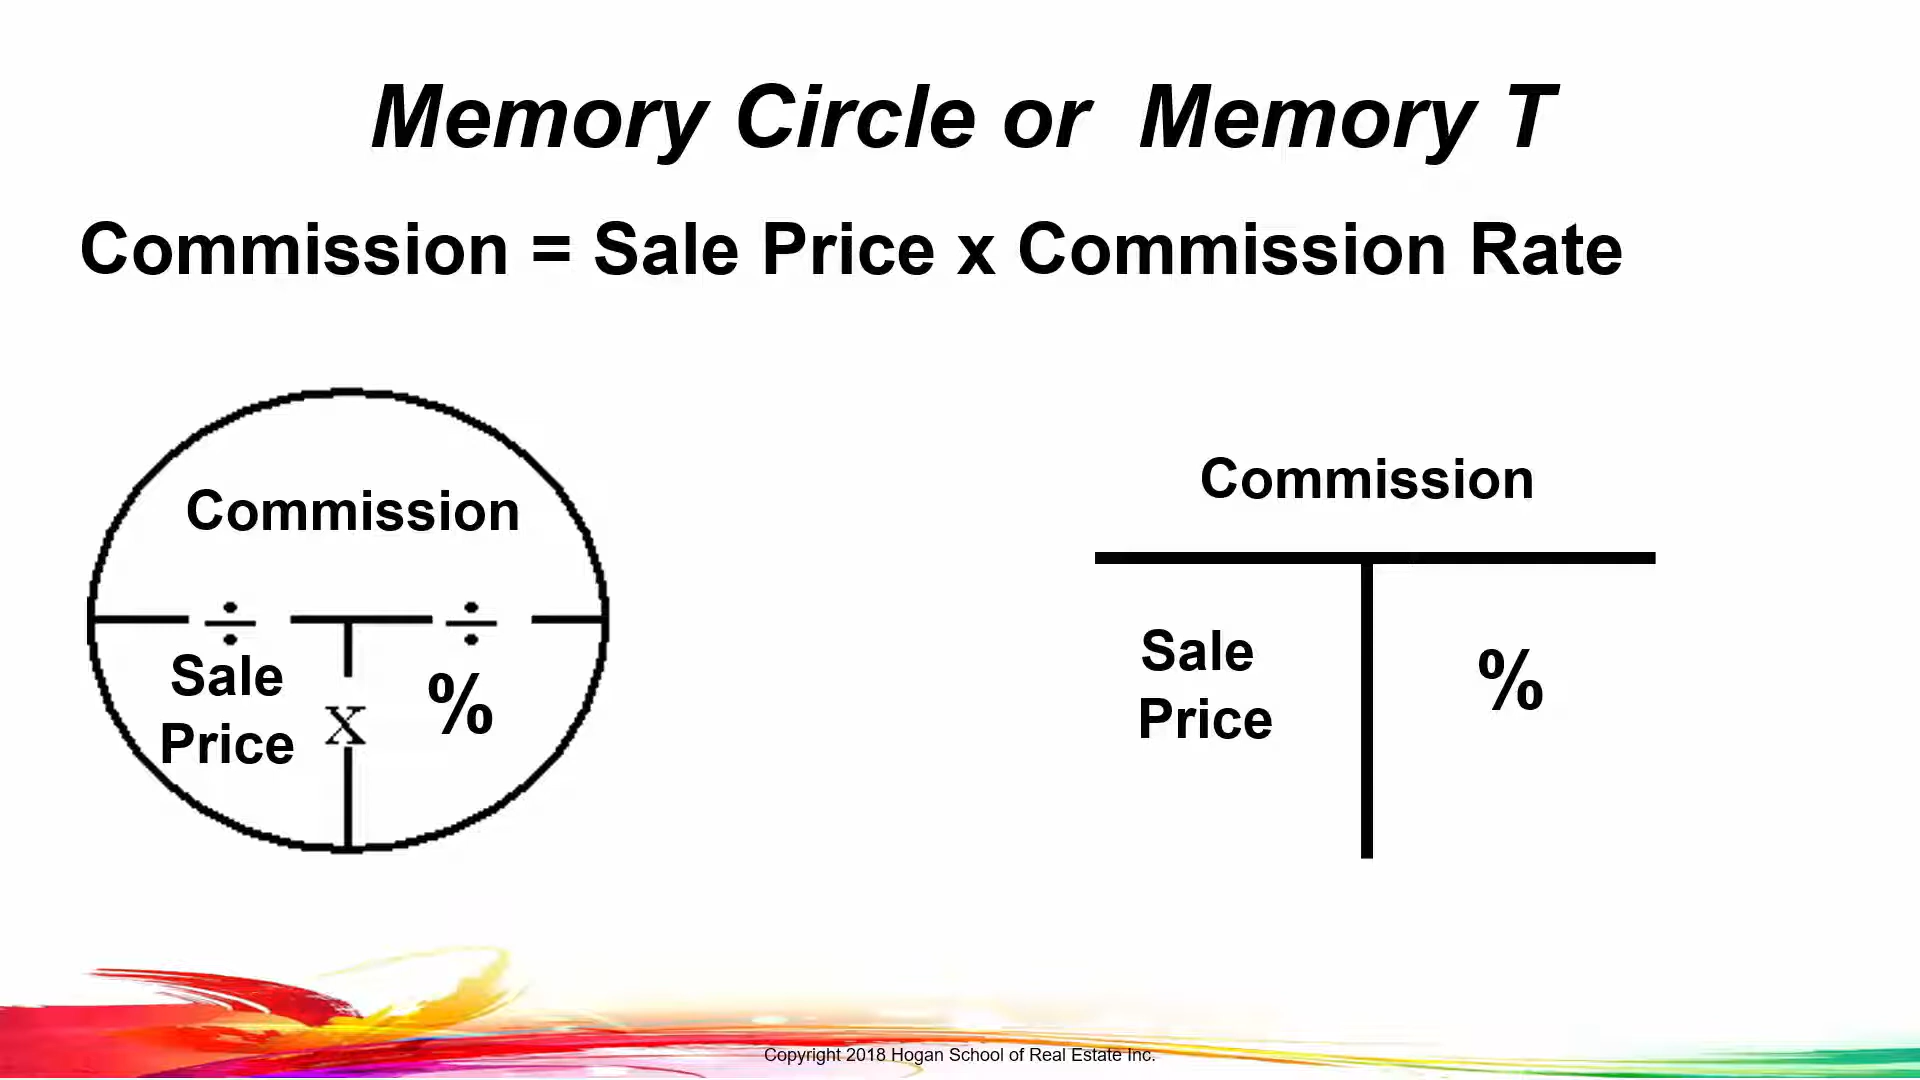 Memory Circle or Memory T
Commission = Sale Price x Commission Rate
Commission
÷ ÷
Sale
Price
x
%
Commission
Sale
Price
%
Copyright 2018 Hogan School of Real Estate Inc.